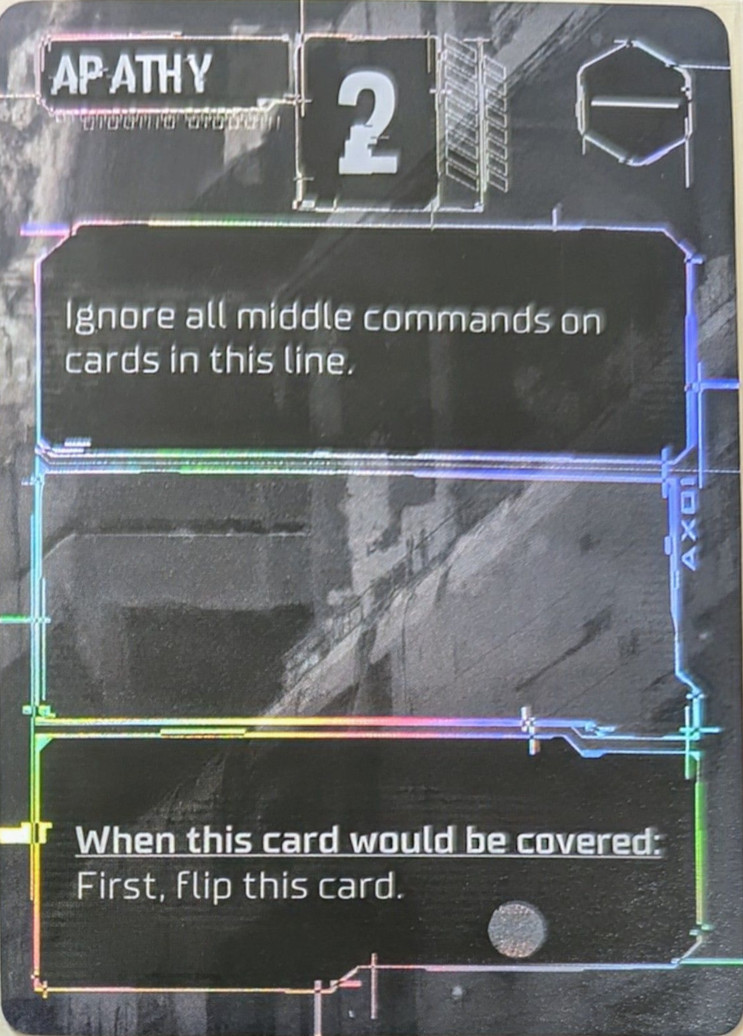 APATHY
2
Ignore all middle commands on
cards in this line.
AX01
When this card would be covered:
First, flip this card.